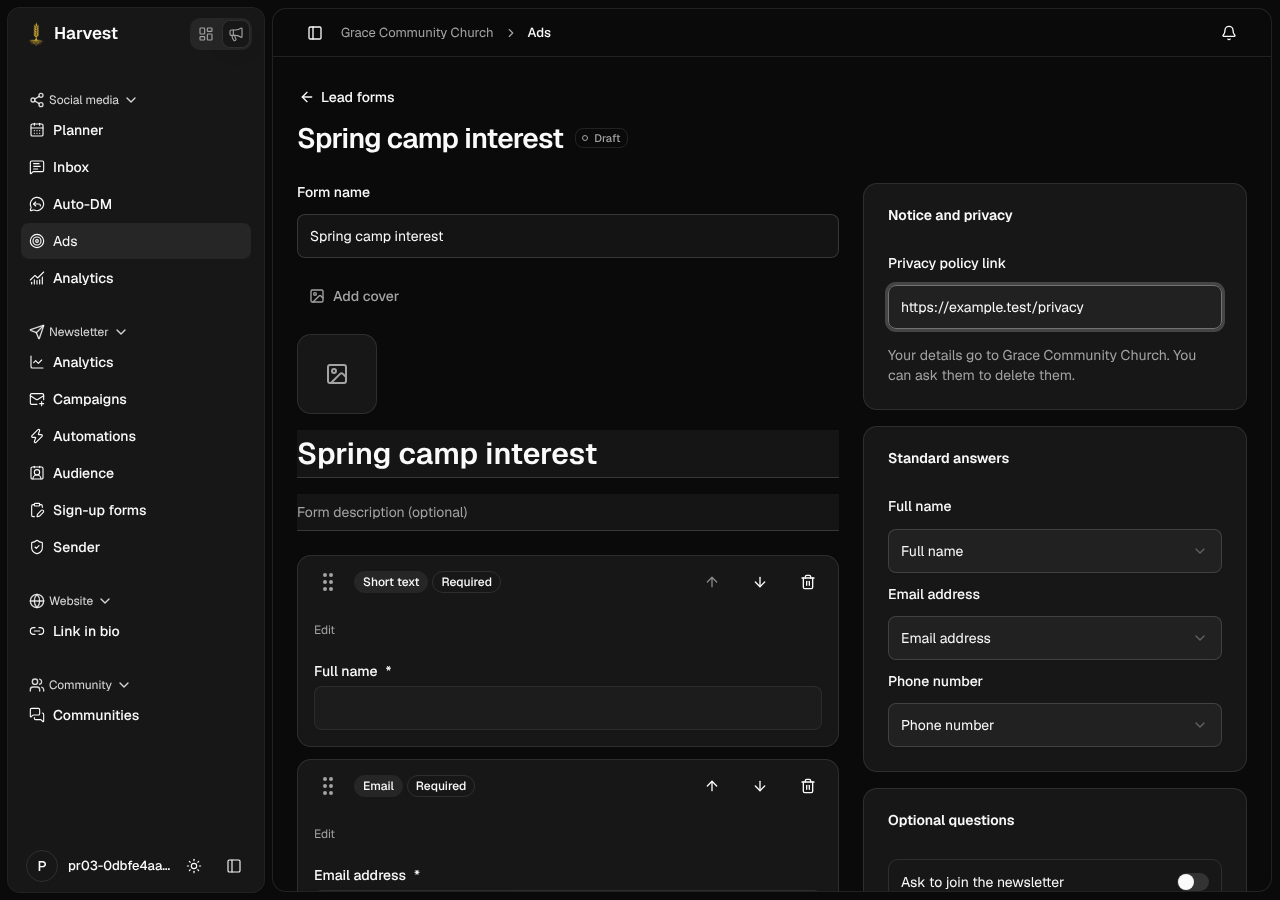 Harvest
Social media
Planner
Inbox
Auto-DM
Ads
Analytics
Newsletter
Analytics
Campaigns
Automations
Audience
Sign-up forms
Sender
Website
Link in bio
Community
Communities
P
pr03-0dbfe4aa...
Grace Community Church
Ads
Lead forms
Spring camp interest
Draft
Form name
Spring camp interest
Add cover
Spring camp interest
Form description (optional)
Short text
Required
Edit
Full name *
Email
Required
Edit
Email address *
Notice and privacy
Privacy policy link
https://example.test/privacy
Your details go to Grace Community Church. You
can ask them to delete them.
Standard answers
Full name
Full name
Email address
Email address
Phone number
Phone number
Optional questions
Ask to join the newsletter